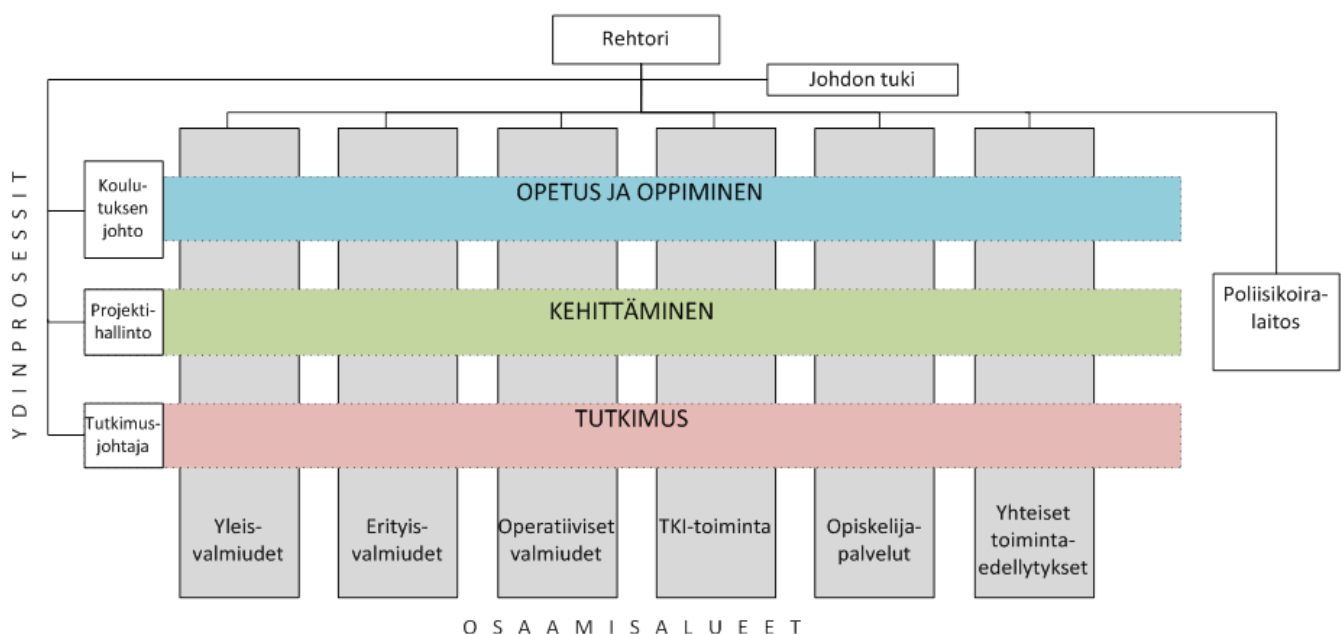 Rehtori
Johdon tuki
YDINPROSESSIT
Koulu-
tuksen
johto
OPETUS JA OPPIMINEN
Projekti-
hallinto
KEHITTÄMINEN
Poliisikoira-
laitos
Tutkimus-
johtaja
TUTKIMUS
Yleis-
valmiudet
Erityis-
valmiudet
Operatiiviset
valmiudet
TKI-toiminta
Opiskelija-
palvelut
Yhteiset
toiminta-
edellytykset
OSAAMISALUEET